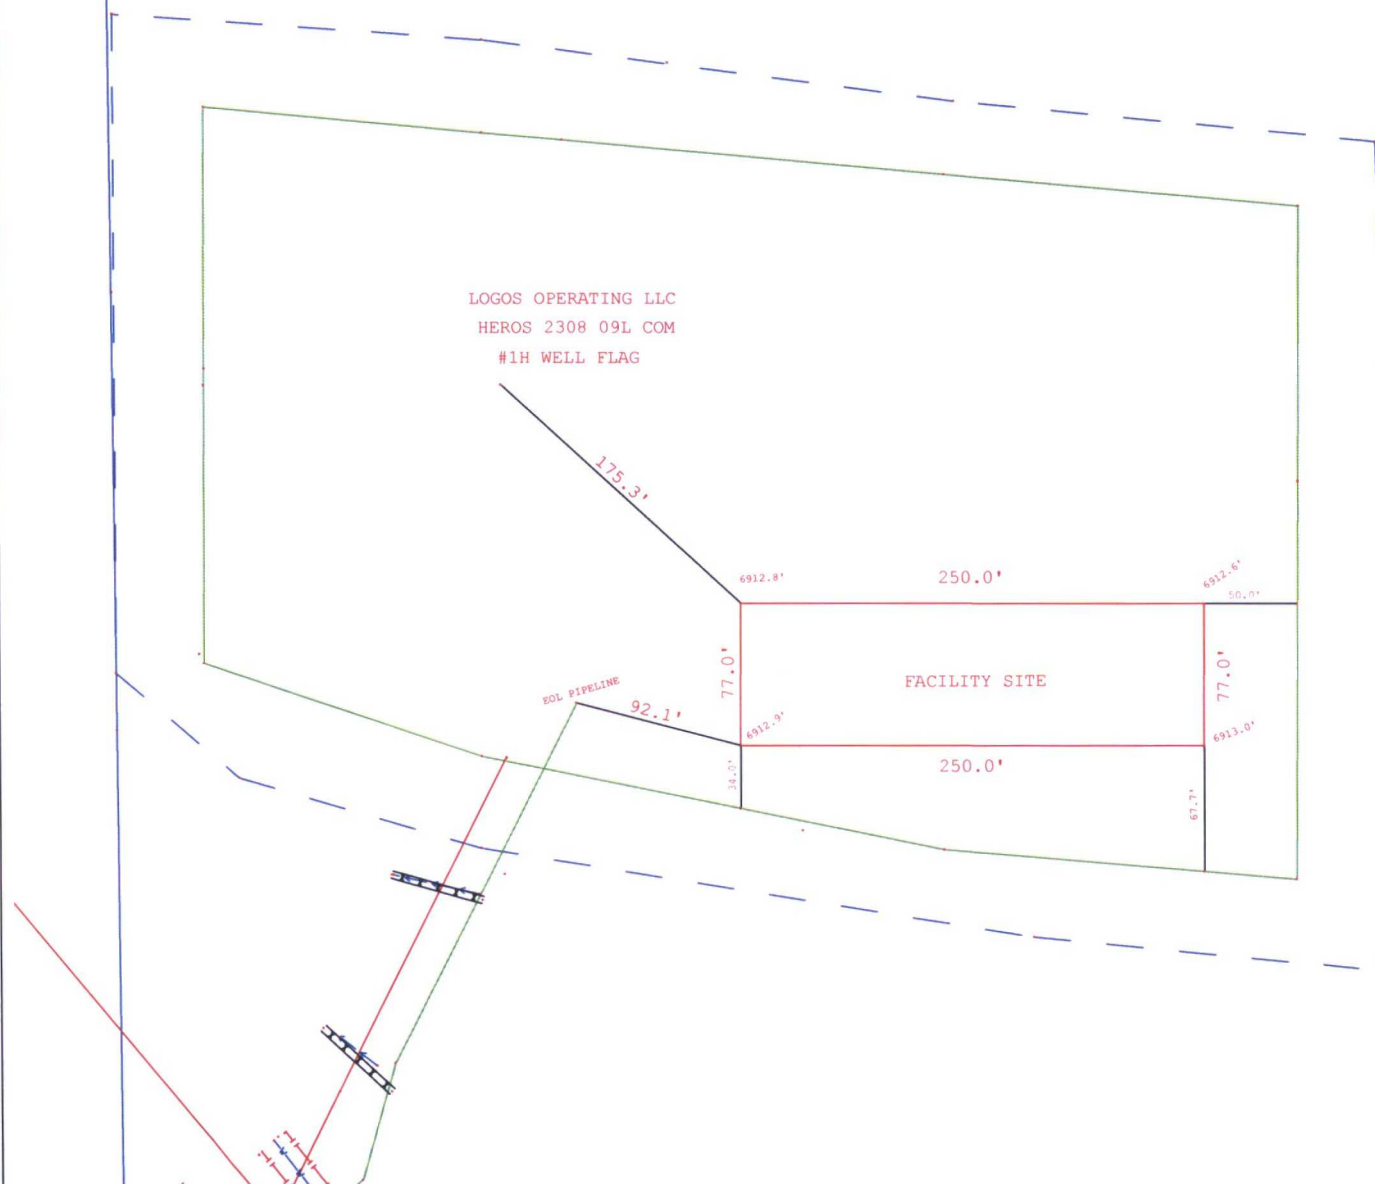 LOGOS OPERATING LLC
HEROS 2308 09L COM
#1H WELL FLAG
175.3'
6912.8'
250.0'
6912.6'
50.0'
77.0'
FACILITY SITE
77.0'
EOL PIPELINE
92.1'
6912.9'
6913.0'
250.0'
34.0'
67.7'